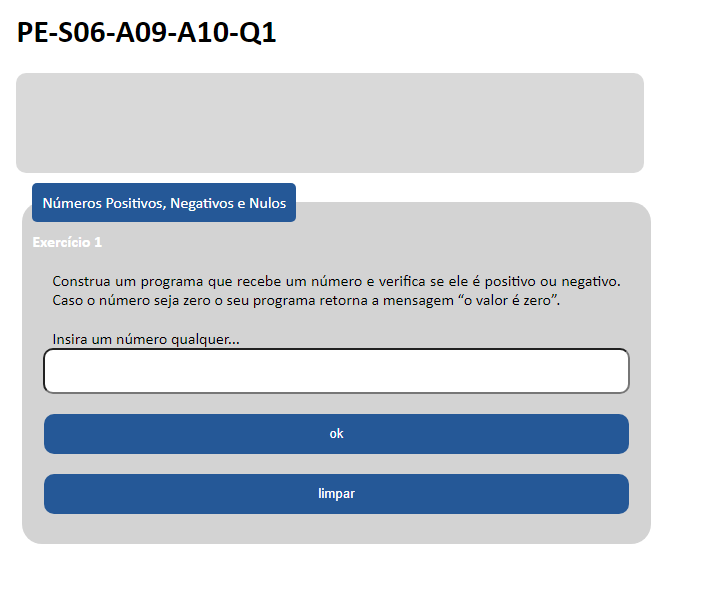 PE-S06-A09-A10-Q1
Números Positivos, Negativos e Nulos
Exercício 1
Construa um programa que recebe um número e verifica se ele é positivo ou negativo.
Caso o número seja zero o seu programa retorna a mensagem “o valor é zero”.
Insira um número qualquer...
ok
limpar